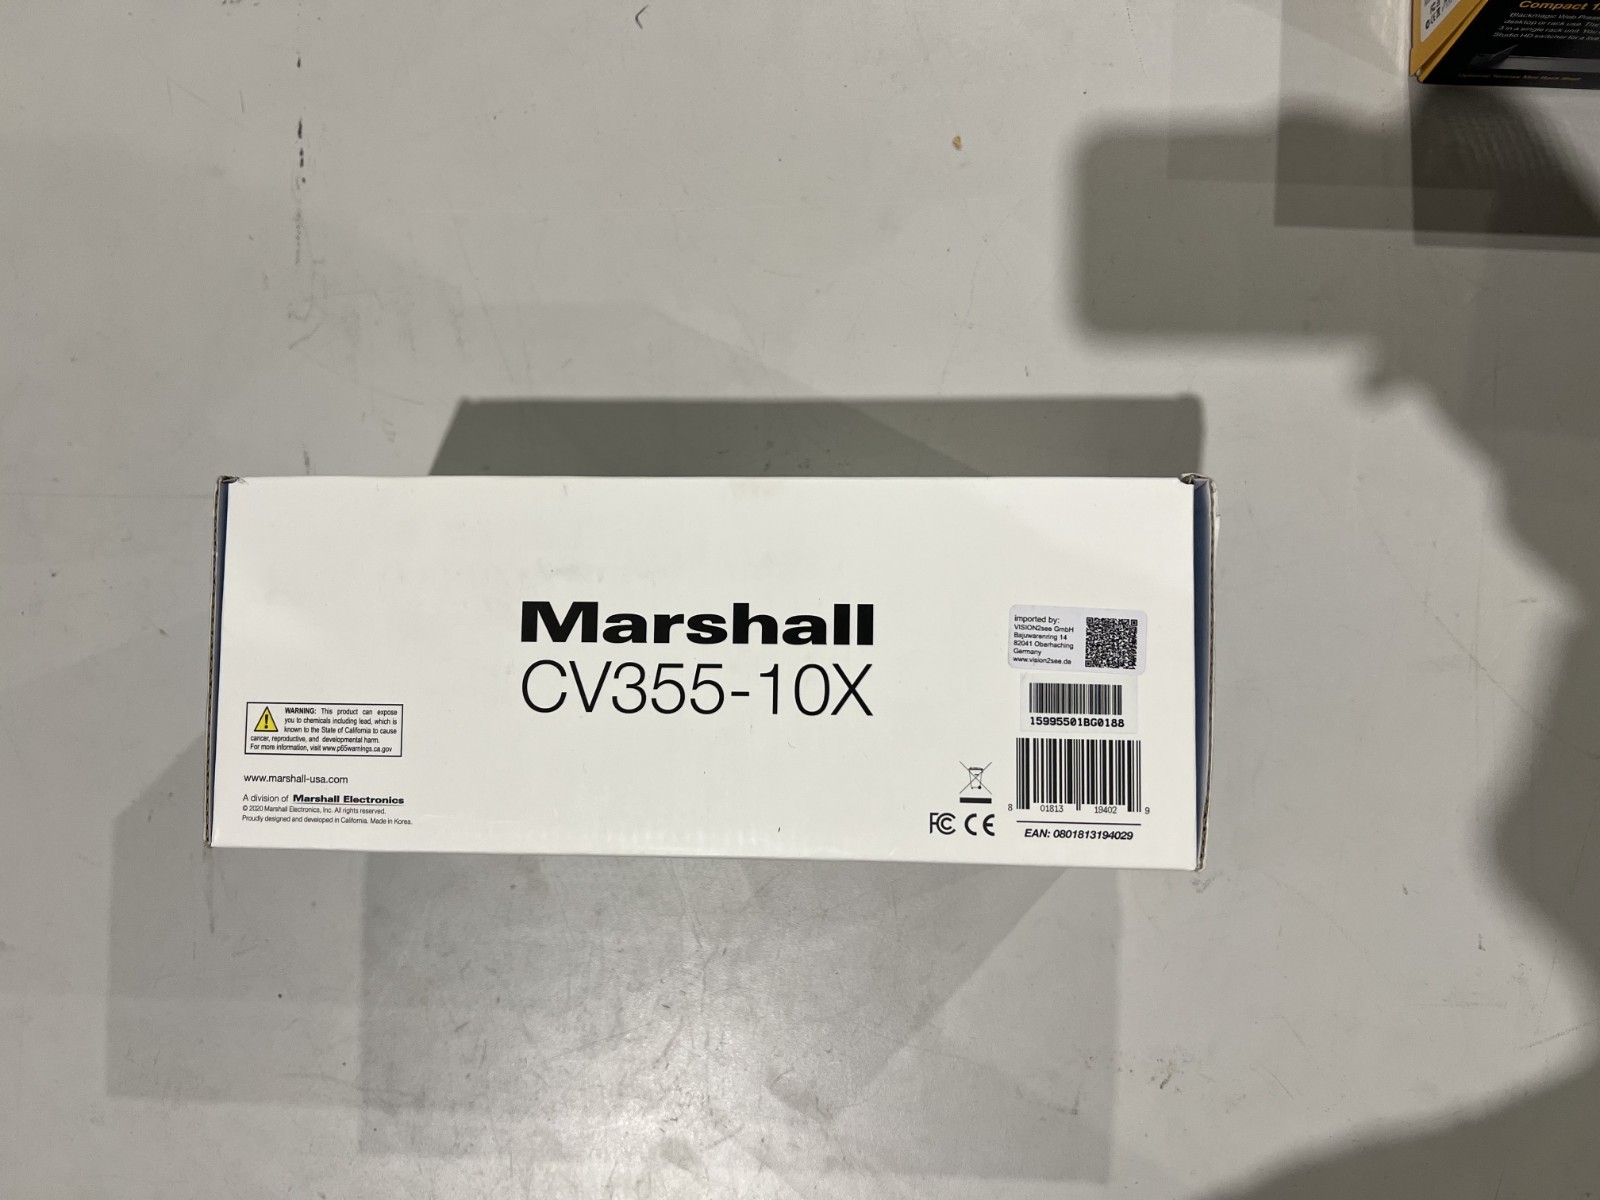 Compact 1
Marshall
CV355-10X
WARNING: This product can expose
you to chemicals including lead, which is
known to the State of California to cause
cancer, reproductive, and developmental harm.
For more information, visit www.p65warnings.ca.gov
www.marshall-usa.com
A division of Marshall Electronics
© 2020 Marshall Electronics, Inc. All rights reserved.
Proudly designed and developed in California. Made in Korea.
Imported by:
VISION2see GmbH
Bajuwarenring 14
82041 Oberhaching
Germany
www.vision2see.de
15995501BG0188
8 01813 19402 9
EAN: 0801813194029
FC CE